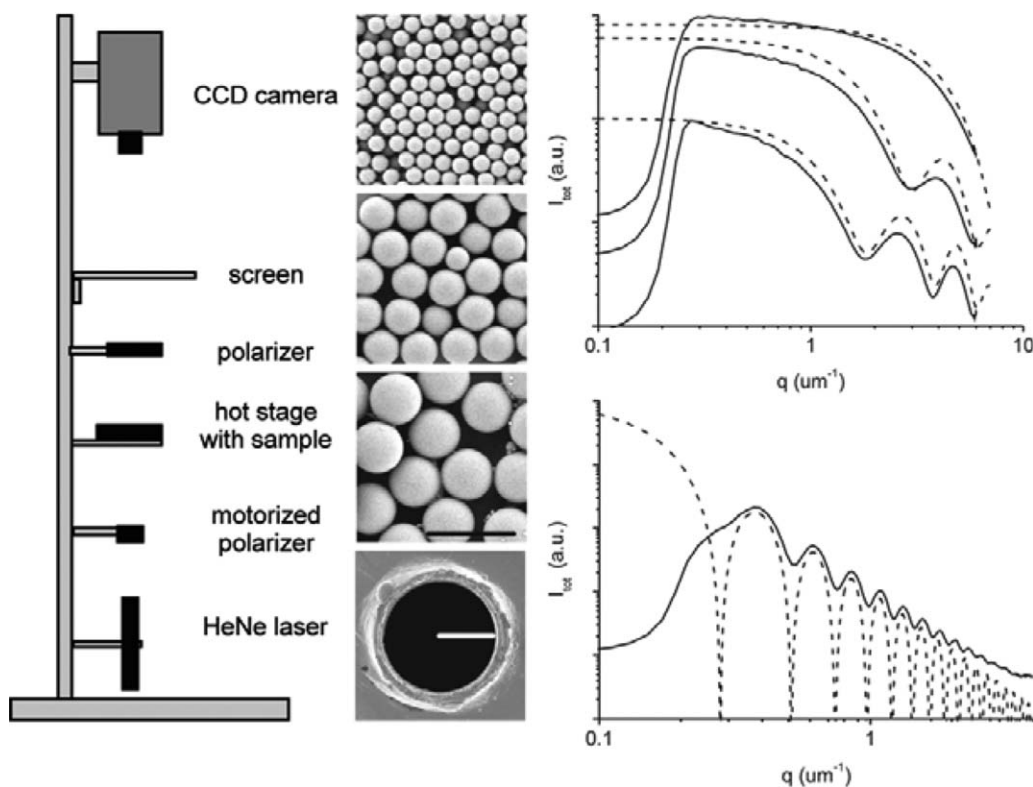 CCD camera
screen
polarizer
hot stage
with sample
motorized
polarizer
HeNe laser
I_tot (a.u.)
0.1
1
10
q (um⁻¹)
I_tot (a.u.)
0.1
1
q (um⁻¹)